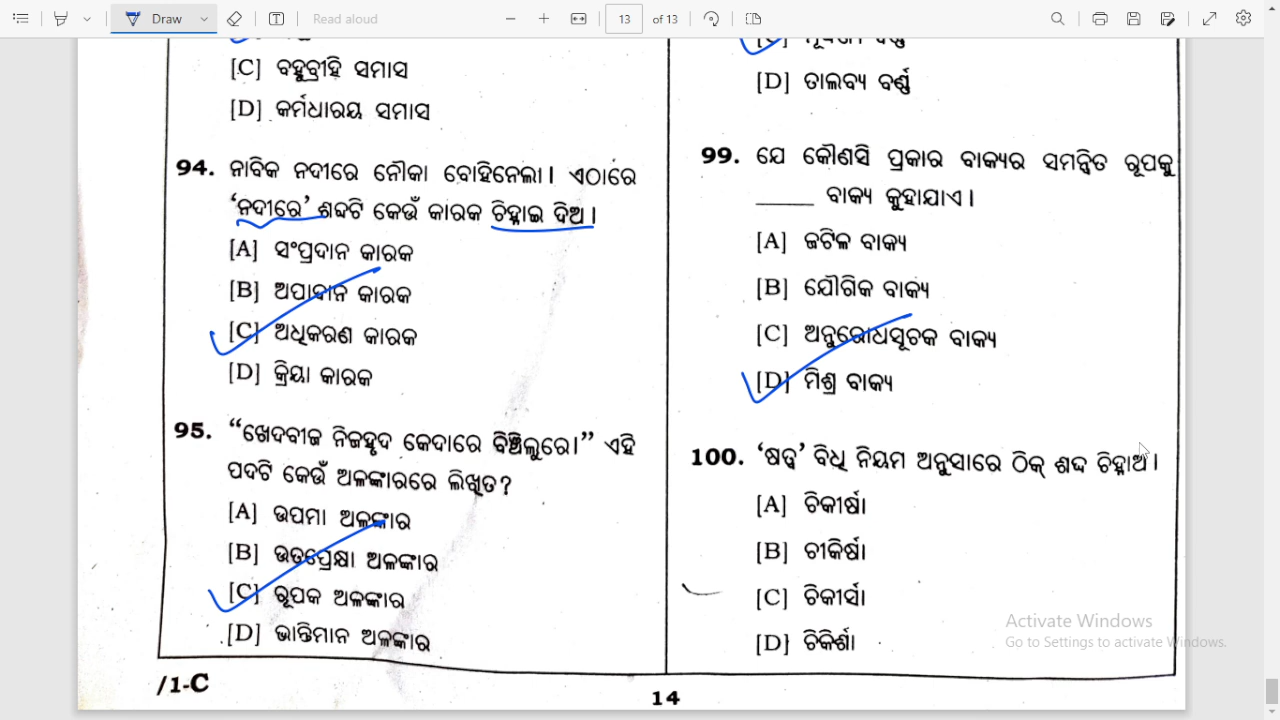 Draw
Read aloud
13 of 13
[C] ବହୁବ୍ରୀହି ସମାସ
[D] କର୍ମଧାରୟ ସମାସ
94. ନାବିକ ନଦୀରେ ନୌକା ବୋହିନେଲା। ଏଠାରେ
‘ନଦୀରେ’ ଶବ୍ଦଟି କେଉଁ କାରକ ଚିହ୍ନାଇ ଦିଅ।
[A] ସଂପ୍ରଦାନ କାରକ
[B] ଅପାଦାନ କାରକ
[C] ଅଧିକରଣ କାରକ
[D] କ୍ରିୟା କାରକ
95. “ଖେଦବୀଜ ନିଜହୃଦ କେଦାରେ ବିଞ୍ଚିଲୁରେ।” ଏହି
ପଦଟି କେଉଁ ଅଳଙ୍କାରରେ ଲିଖିତ?
[A] ଉପମା ଅଳଙ୍କାର
[B] ଉତପ୍ରେକ୍ଷା ଅଳଙ୍କାର
[C] ରୂପକ ଅଳଙ୍କାର
[D] ଭାନ୍ତିମାନ ଅଳଙ୍କାର
/1-C
[D] ତାଲବ୍ୟ ବର୍ଣ୍ଣ
99. ଯେ କୌଣସି ପ୍ରକାର ବାକ୍ୟର ସମନ୍ୱିତ ରୂପକୁ
______ ବାକ୍ୟ କୁହାଯାଏ।
[A] ଜଟିଳ ବାକ୍ୟ
[B] ଯୌଗିକ ବାକ୍ୟ
[C] ଅନୁରୋଧସୂଚକ ବାକ୍ୟ
[D] ମିଶ୍ର ବାକ୍ୟ
100. ‘ଷତ୍ୱ’ ବିଧି ନିୟମ ଅନୁସାରେ ଠିକ୍ ଶବ୍ଦ ଚିହ୍ନାଅ।
[A] ଚିକୀର୍ଷା
[B] ଚୀକିର୍ଷା
[C] ଚିକୀର୍ସା
[D] ଚିକିର୍ଶା
14
Activate Windows
Go to Settings to activate Windows.